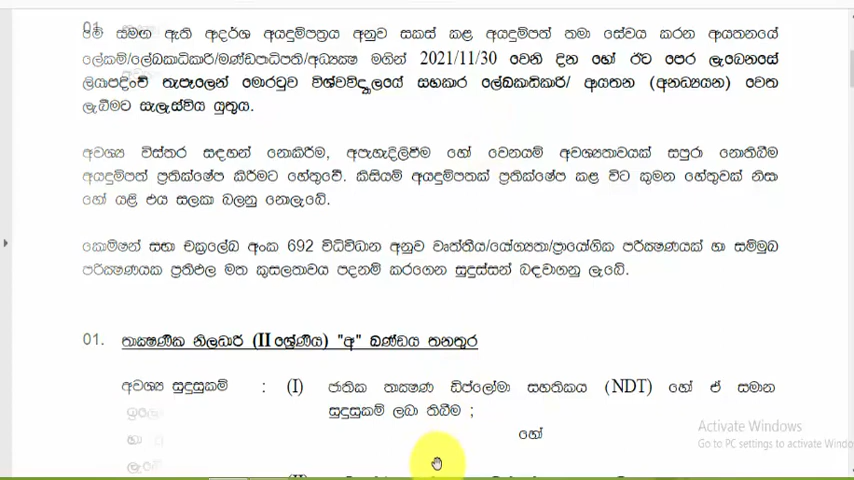 මේ සමඟ ඇති ආදර්ශ අයදුම්පත්‍රය අනුව සකස් කළ අයදුම්පත් තමා සේවය කරන ආයතනයේ
ලේකම්/ලේඛකාධිකාරි/මණ්ඩපාධිපති/අධ්‍යක්ෂ මගින් 2021/11/30 වෙනි දින හෝ ඊට පෙර ලැබෙනසේ
ලියාපදිංචි තැපෑලෙන් මොරටුව විශ්වවිද්‍යාලයේ සහකාර ලේඛකාධිකාරි/ ආයතන (අනධ්‍යයන) වෙත
ලැබීමට සැලැස්විය යුතුය.
අවශ්‍ය විස්තර සඳහන් නොකිරීම, අපැහැදිලිවීම හෝ වෙනයම් අවශ්‍යතාවයක් සපුරා නොතිබීම
අයදුම්පත් ප්‍රතික්ෂේප කිරීමට හේතුවේ. කිසියම් අයදුම්පතක් ප්‍රතික්ෂේප කළ විට කුමන හේතුවක් නිසා
හෝ යළි එය සලකා බලනු නොලැබේ.
කොමිෂන් සභා චක්‍රලේඛ අංක 692 විධිවිධාන අනුව වෘත්තීය/යෝග්‍යතා/ප්‍රායෝගික පරීක්ෂණයක් හා සම්මුඛ
පරීක්ෂණයක ප්‍රතිඵල මත කුසලතාවය පදනම් කරගෙන සුදුස්සන් බඳවාගනු ලැබේ.
01. තාක්ෂණික නිලධාරී (II ශ්‍රේණිය) "අ" ඛණ්ඩය තනතුර
අවශ්‍ය සුදුසුකම් : (I) ජාතික තාක්ෂණ ඩිප්ලෝමා සහතිකය (NDT) හෝ ඒ සමාන
සුදුසුකම් ලබා තිබීම ;
හෝ
Activate Windows
Go to PC settings to activate Windows